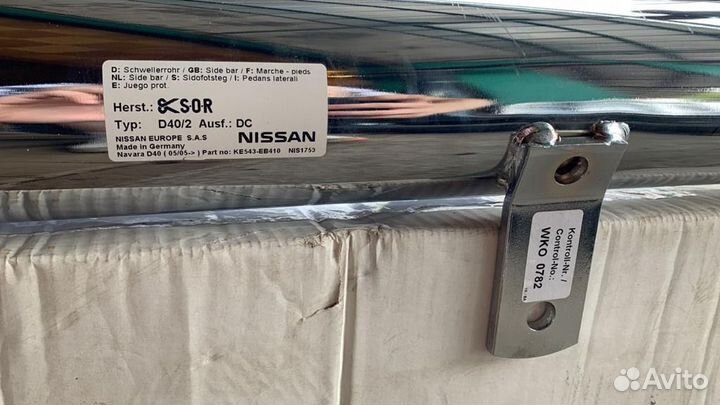 D: Schwellerrohr / GB: Side bar / F: Marche - pieds
NL: Side bar / S: Sidofotsteg / I: Pedans laterali
E: Juego prot.
Herst.: S·O·R
Typ: D40/2 Ausf.: DC
NISSAN EUROPE S.A.S NISSAN
Made in Germany
Navara D40 ( 05/05-> ) Part no: KE543-EB410 NIS1753
Kontroll-Nr. /
Control-No.:
WKO 0782
Avito